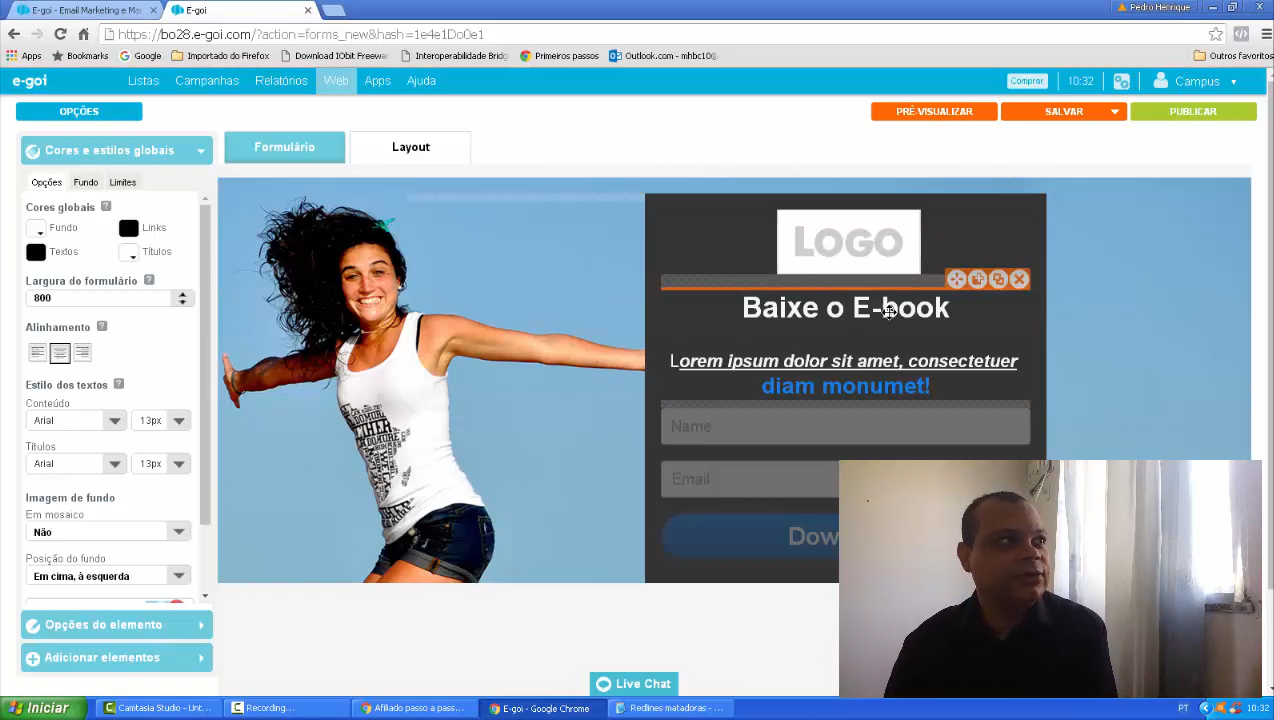 E-goi - Email Marketing e Ma
E-goi
Pedro Henrique
https://bo28.e-goi.com/?action=forms_new&hash=1e4e1Do0e1
Apps
Bookmarks
Google
Importado do Firefox
Download IObit Freewar
Interoperabilidade Bridg
Primeiros passos
Outlook.com - mhbc10@
Outros favoritos
e-goi
Listas
Campanhas
Relatórios
Web
Apps
Ajuda
Comprar
10:32
Campus
OPÇÕES
PRÉ-VISUALIZAR
SALVAR
PUBLICAR
Cores e estilos globais
Formulário
Layout
Opções
Fundo
Limites
Cores globais ?
Fundo
Links
Textos
Títulos
Largura do formulário ?
800
Alinhamento ?
Estilo dos textos ?
Conteúdo
Arial
13px
Títulos
Arial
13px
Imagem de fundo
Em mosaico
Não
Posição do fundo
Em cima, à esquerda
Opções do elemento
Adicionar elementos
LOGO
Baixe o E-book
Lorem ipsum dolor sit amet, consectetuer
diam monumet!
Name
Email
Dow
Live Chat
Iniciar
Camtasia Studio - Unt...
Recording...
Afiliado passo a pass...
E-goi - Google Chrome
Redlines matadoras - ...
PT
10:32